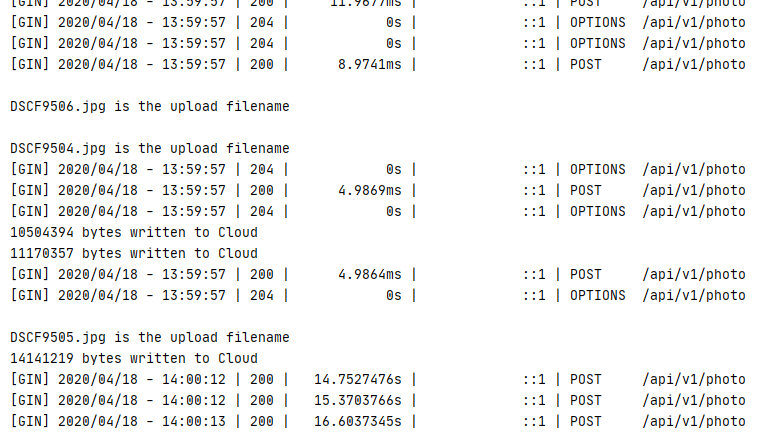 [GIN] 2020/04/18 - 13:59:57 | 200 | 11.9677ms | ::1 | POST /api/v1/photo
[GIN] 2020/04/18 - 13:59:57 | 204 | 0s | ::1 | OPTIONS /api/v1/photo
[GIN] 2020/04/18 - 13:59:57 | 204 | 0s | ::1 | OPTIONS /api/v1/photo
[GIN] 2020/04/18 - 13:59:57 | 200 | 8.9741ms | ::1 | POST /api/v1/photo
DSCF9506.jpg is the upload filename
DSCF9504.jpg is the upload filename
[GIN] 2020/04/18 - 13:59:57 | 204 | 0s | ::1 | OPTIONS /api/v1/photo
[GIN] 2020/04/18 - 13:59:57 | 200 | 4.9869ms | ::1 | POST /api/v1/photo
[GIN] 2020/04/18 - 13:59:57 | 204 | 0s | ::1 | OPTIONS /api/v1/photo
10504394 bytes written to Cloud
11170357 bytes written to Cloud
[GIN] 2020/04/18 - 13:59:57 | 200 | 4.9864ms | ::1 | POST /api/v1/photo
[GIN] 2020/04/18 - 13:59:57 | 204 | 0s | ::1 | OPTIONS /api/v1/photo
DSCF9505.jpg is the upload filename
14141219 bytes written to Cloud
[GIN] 2020/04/18 - 14:00:12 | 200 | 14.7527476s | ::1 | POST /api/v1/photo
[GIN] 2020/04/18 - 14:00:12 | 200 | 15.3703766s | ::1 | POST /api/v1/photo
[GIN] 2020/04/18 - 14:00:13 | 200 | 16.6037345s | ::1 | POST /api/v1/photo